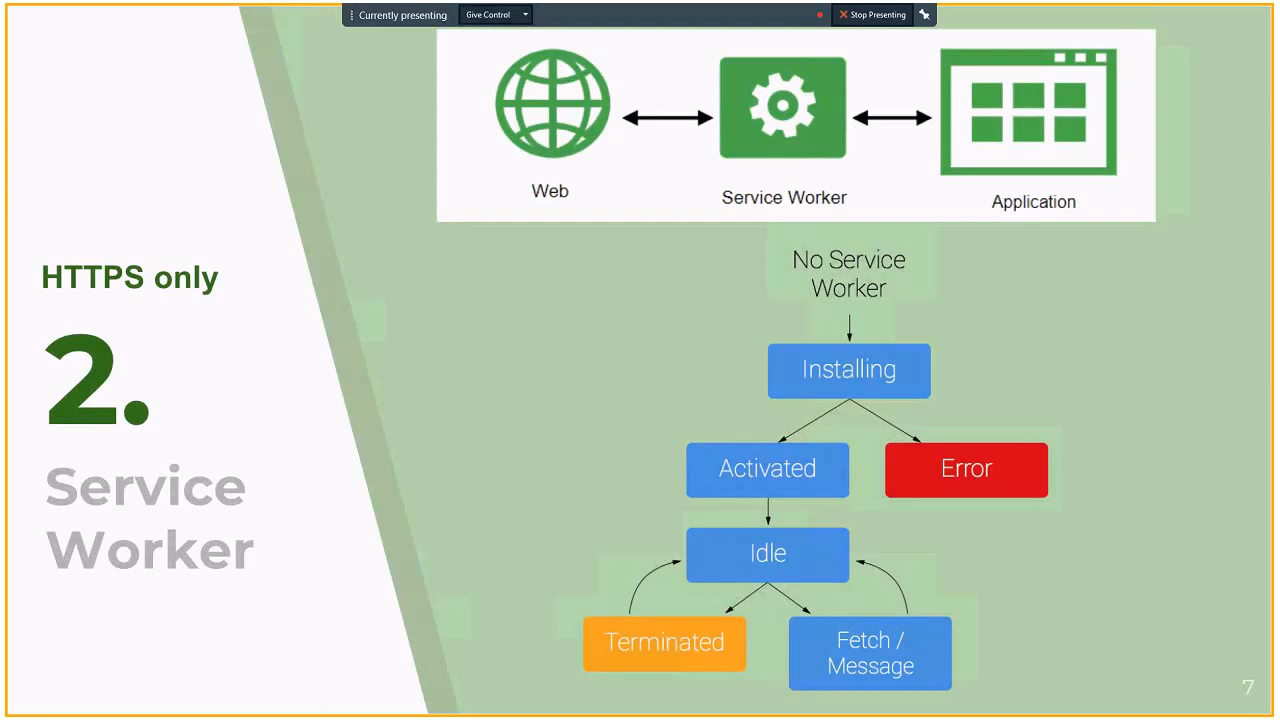 Currently presenting
Give Control
Stop Presenting
Web
Service Worker
Application
HTTPS only
2.
Service
Worker
No Service
Worker
Installing
Activated
Error
Idle
Terminated
Fetch /
Message
7